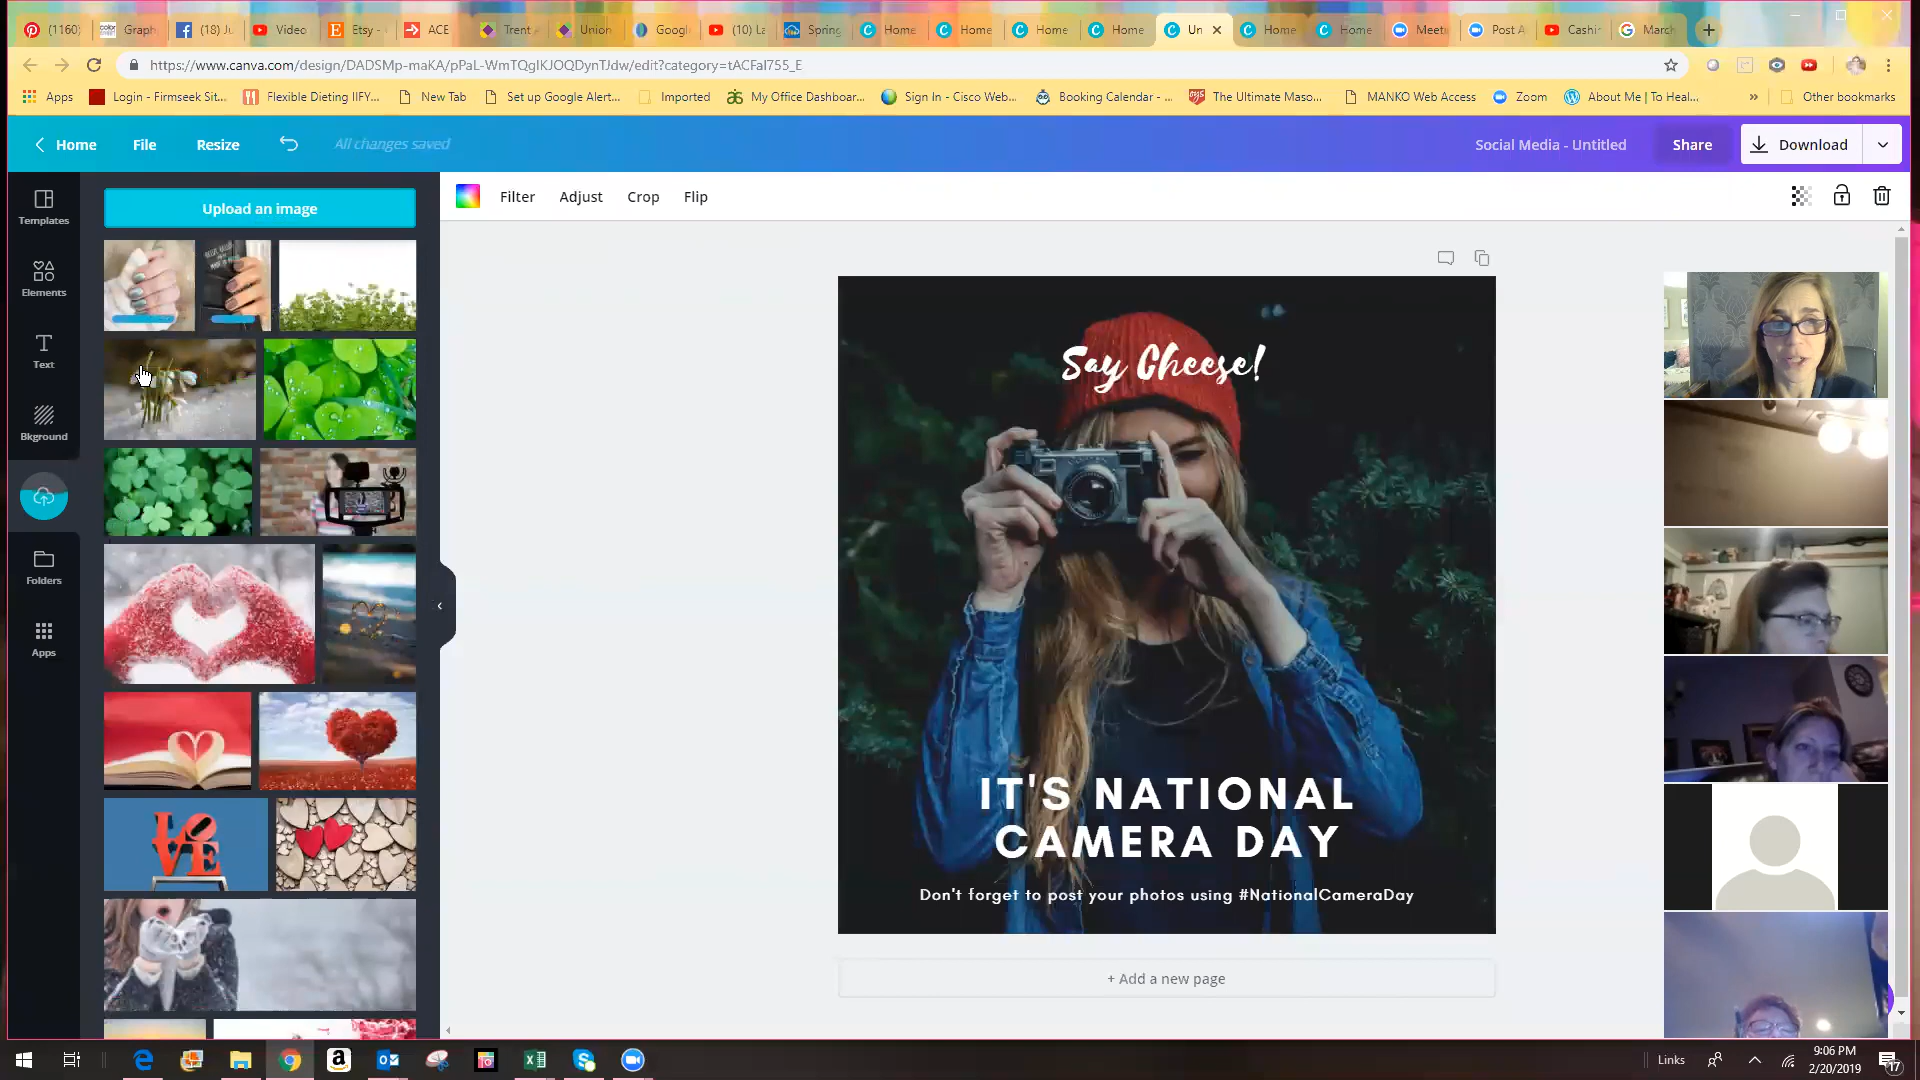 (1160)
Graph
(18) Ju
Video
Etsy -
ACE
Trent A
Union
Googl
(10) La
Spring
Home
Home
Home
Home
Un
Home
Home
Meeti
Post A
Cashi
March
https://www.canva.com/design/DADSMp-maKA/pPaL-WmTQgIKJOQDynTJdw/edit?category=tACFal755_E
Apps
Login - Firmseek Sit...
Flexible Dieting IIFY...
New Tab
Set up Google Alert...
Imported
My Office Dashboar...
Sign In - Cisco Web...
Booking Calendar - ...
The Ultimate Maso...
MANKO Web Access
Zoom
About Me | To Heal...
»
Other bookmarks
Home
File
Resize
All changes saved
Social Media - Untitled
Share
Download
Templates
Elements
Text
Bkground
Folders
Apps
Upload an image
LOVE
Filter
Adjust
Crop
Flip
Say Cheese!
IT'S NATIONAL
CAMERA DAY
Don't forget to post your photos using #NationalCameraDay
+ Add a new page
Links
9:06 PM
2/20/2019
17